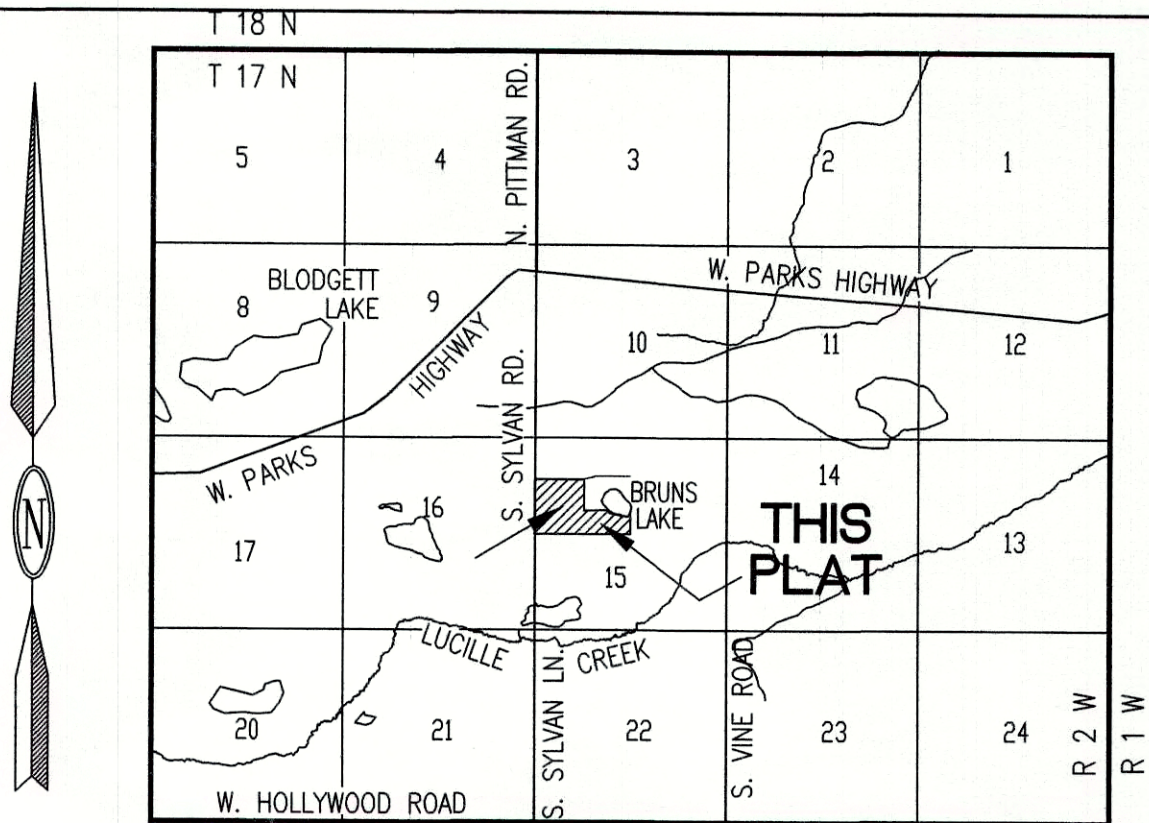 T 18 N
T 17 N
N. PITTMAN RD.
5
4
3
2
1
BLODGETT
LAKE
8
9
W. PARKS HIGHWAY
HIGHWAY
10
11
12
S. SYLVAN RD.
W. PARKS
N
17
16
BRUNS
LAKE
14
THIS
PLAT
13
15
LUCILLE
CREEK
S. SYLVAN LN.
S. VINE ROAD
20
21
22
23
24
R 2 W
R 1 W
W. HOLLYWOOD ROAD